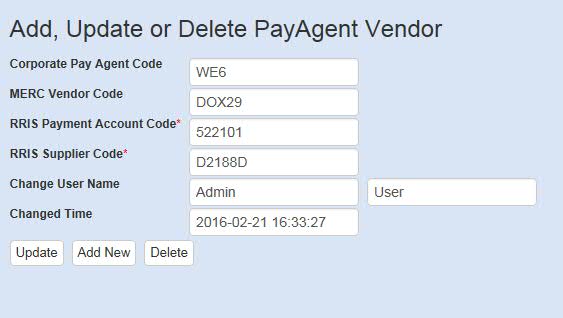 Add, Update or Delete PayAgent Vendor
Corporate Pay Agent Code WE6
MERC Vendor Code DOX29
RRIS Payment Account Code* 522101
RRIS Supplier Code* D2188D
Change User Name Admin User
Changed Time 2016-02-21 16:33:27
Update Add New Delete